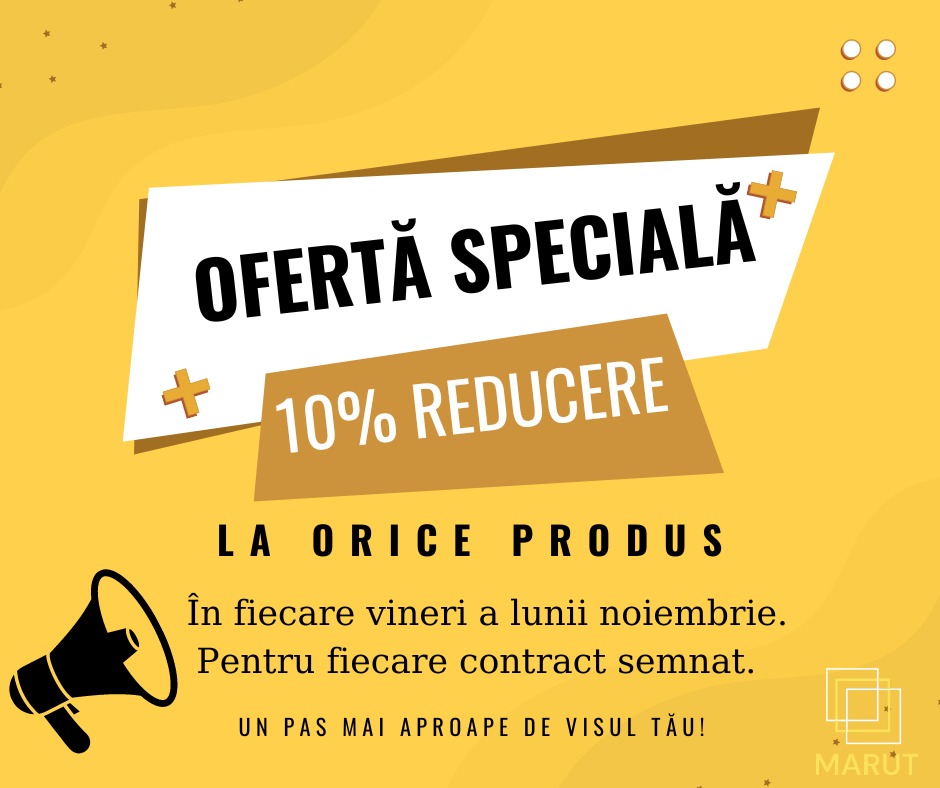 OFERTĂ SPECIALĂ
10% REDUCERE
LA ORICE PRODUS
În fiecare vineri a lunii noiembrie.
Pentru fiecare contract semnat.
UN PAS MAI APROAPE DE VISUL TĂU!
MARUT